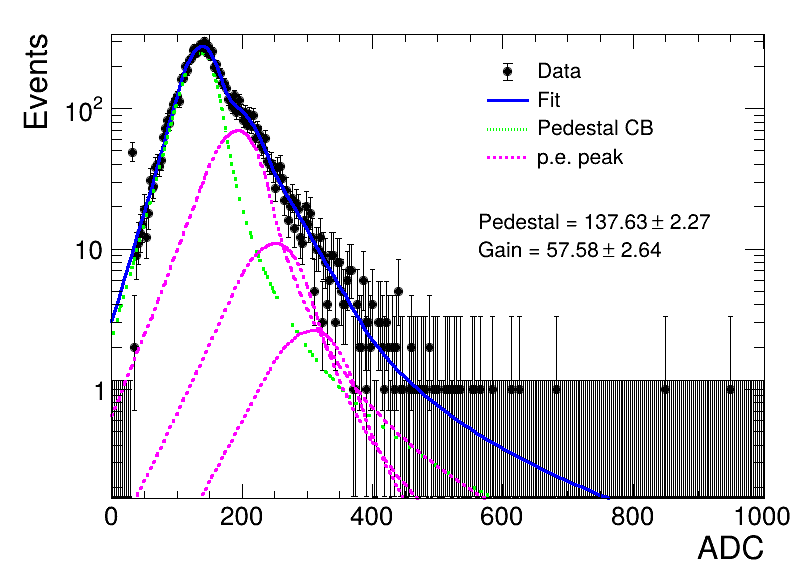 Events
10²
10
1
Data
Fit
Pedestal CB
p.e. peak
Pedestal = 137.63 ± 2.27
Gain = 57.58 ± 2.64
0 200 400 600 800 1000
ADC